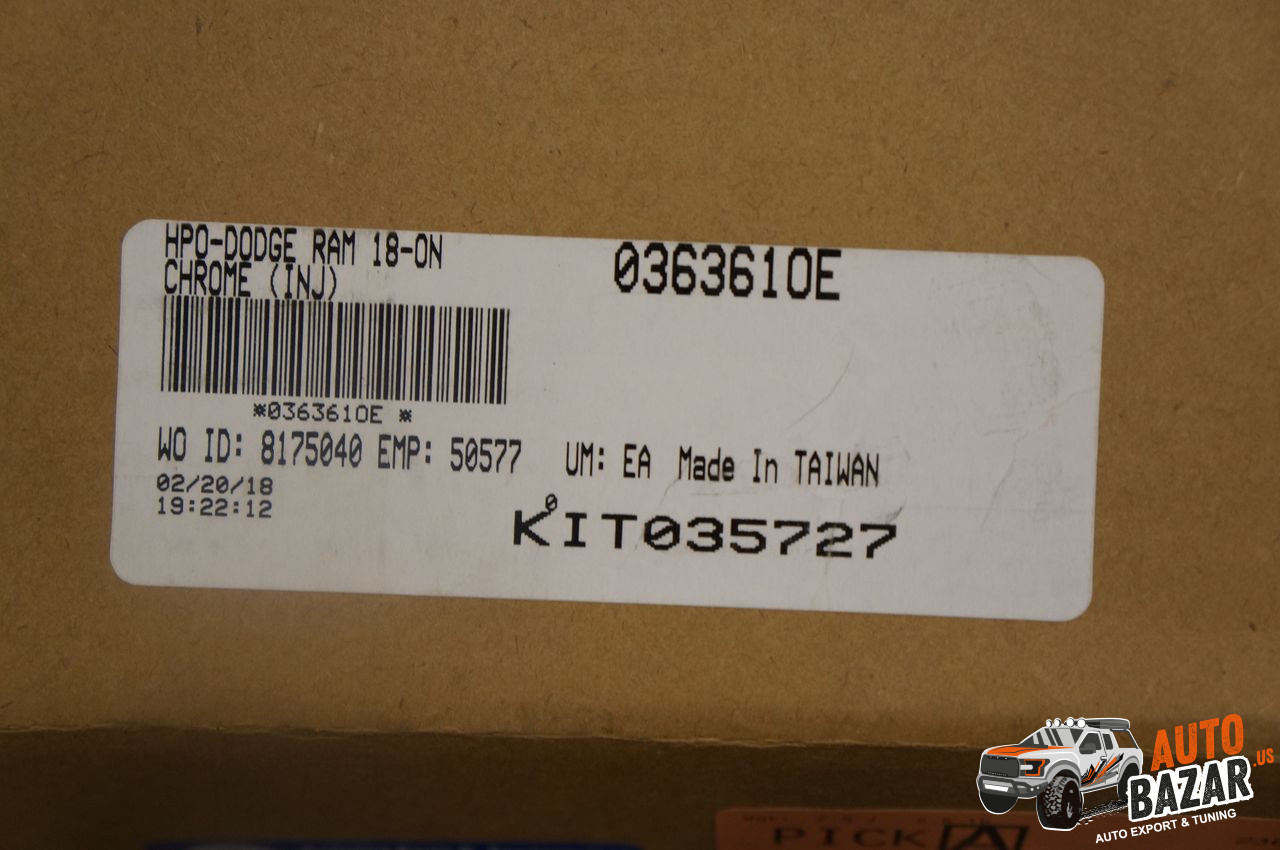 HPO-DODGE RAM 18-ON
CHROME (INJ)
0363610E
*0363610E *
WO ID: 8175040 EMP: 50577
UM: EA Made In TAIWAN
02/20/18
19:22:12
0
KIT035727
AUTO
BAZAR.US
AUTO EXPORT & TUNING
PICK A